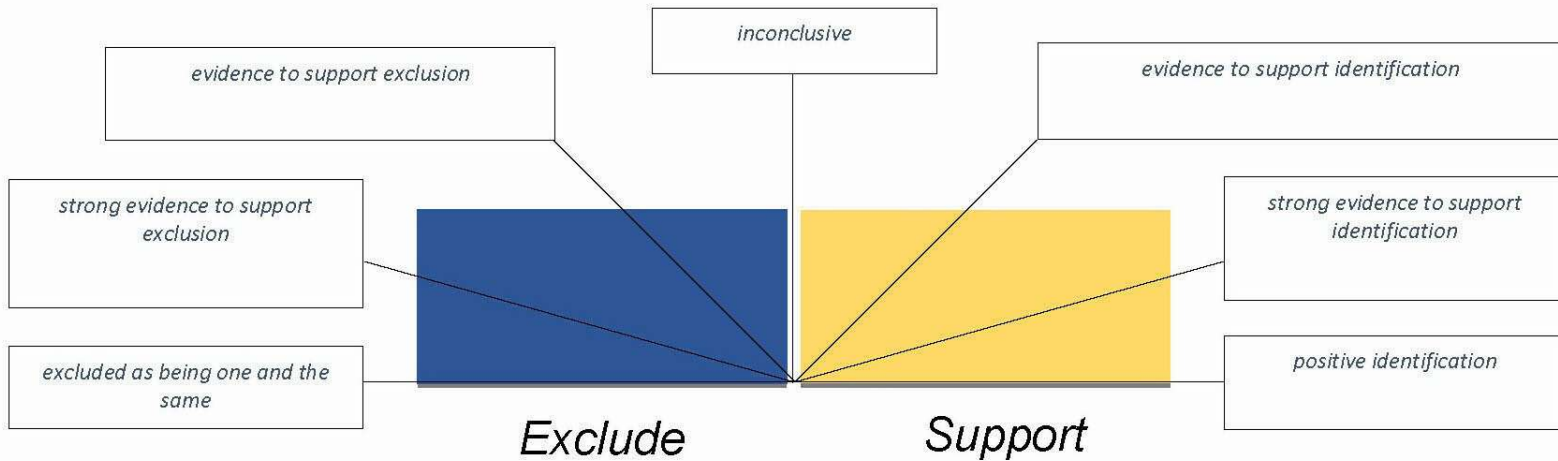 inconclusive
evidence to support exclusion
evidence to support identification
strong evidence to support
exclusion
strong evidence to support
identification
excluded as being one and the
same
positive identification
Exclude
Support